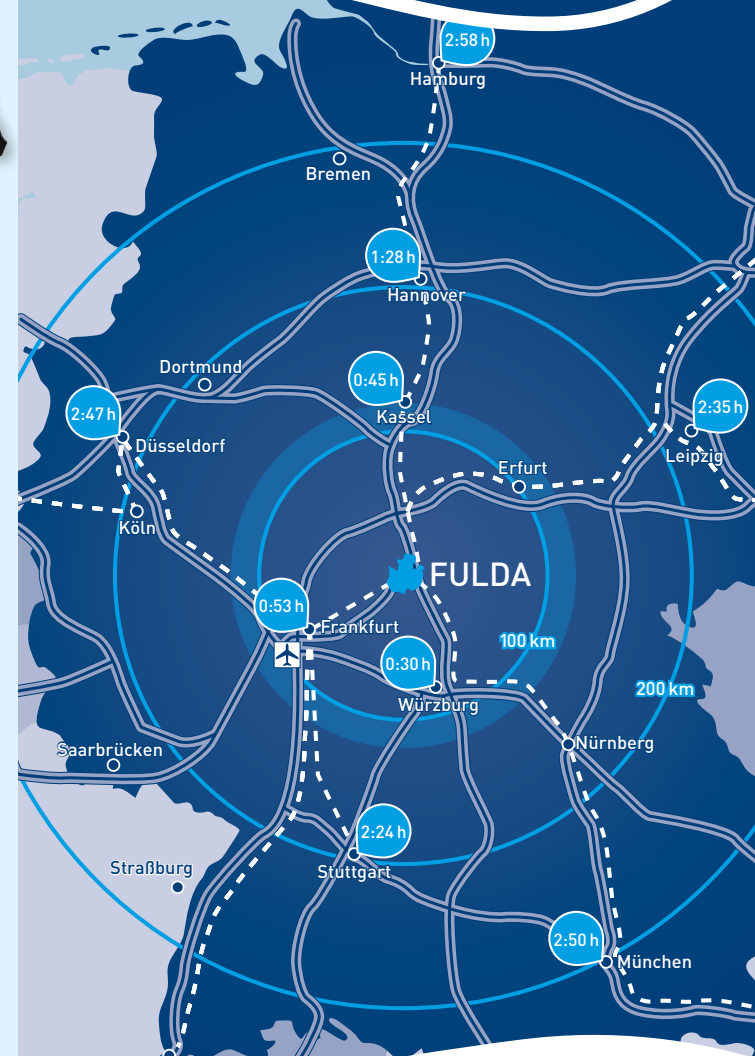 2:58 h
Hamburg
Bremen
1:28 h
Hannover
Dortmund
0:45 h
Kassel
2:47 h
Düsseldorf
2:35 h
Leipzig
Erfurt
Köln
FULDA
0:53 h
Frankfurt
100 km
0:30 h
Würzburg
200 km
Saarbrücken
Nürnberg
2:24 h
Stuttgart
Straßburg
2:50 h
München